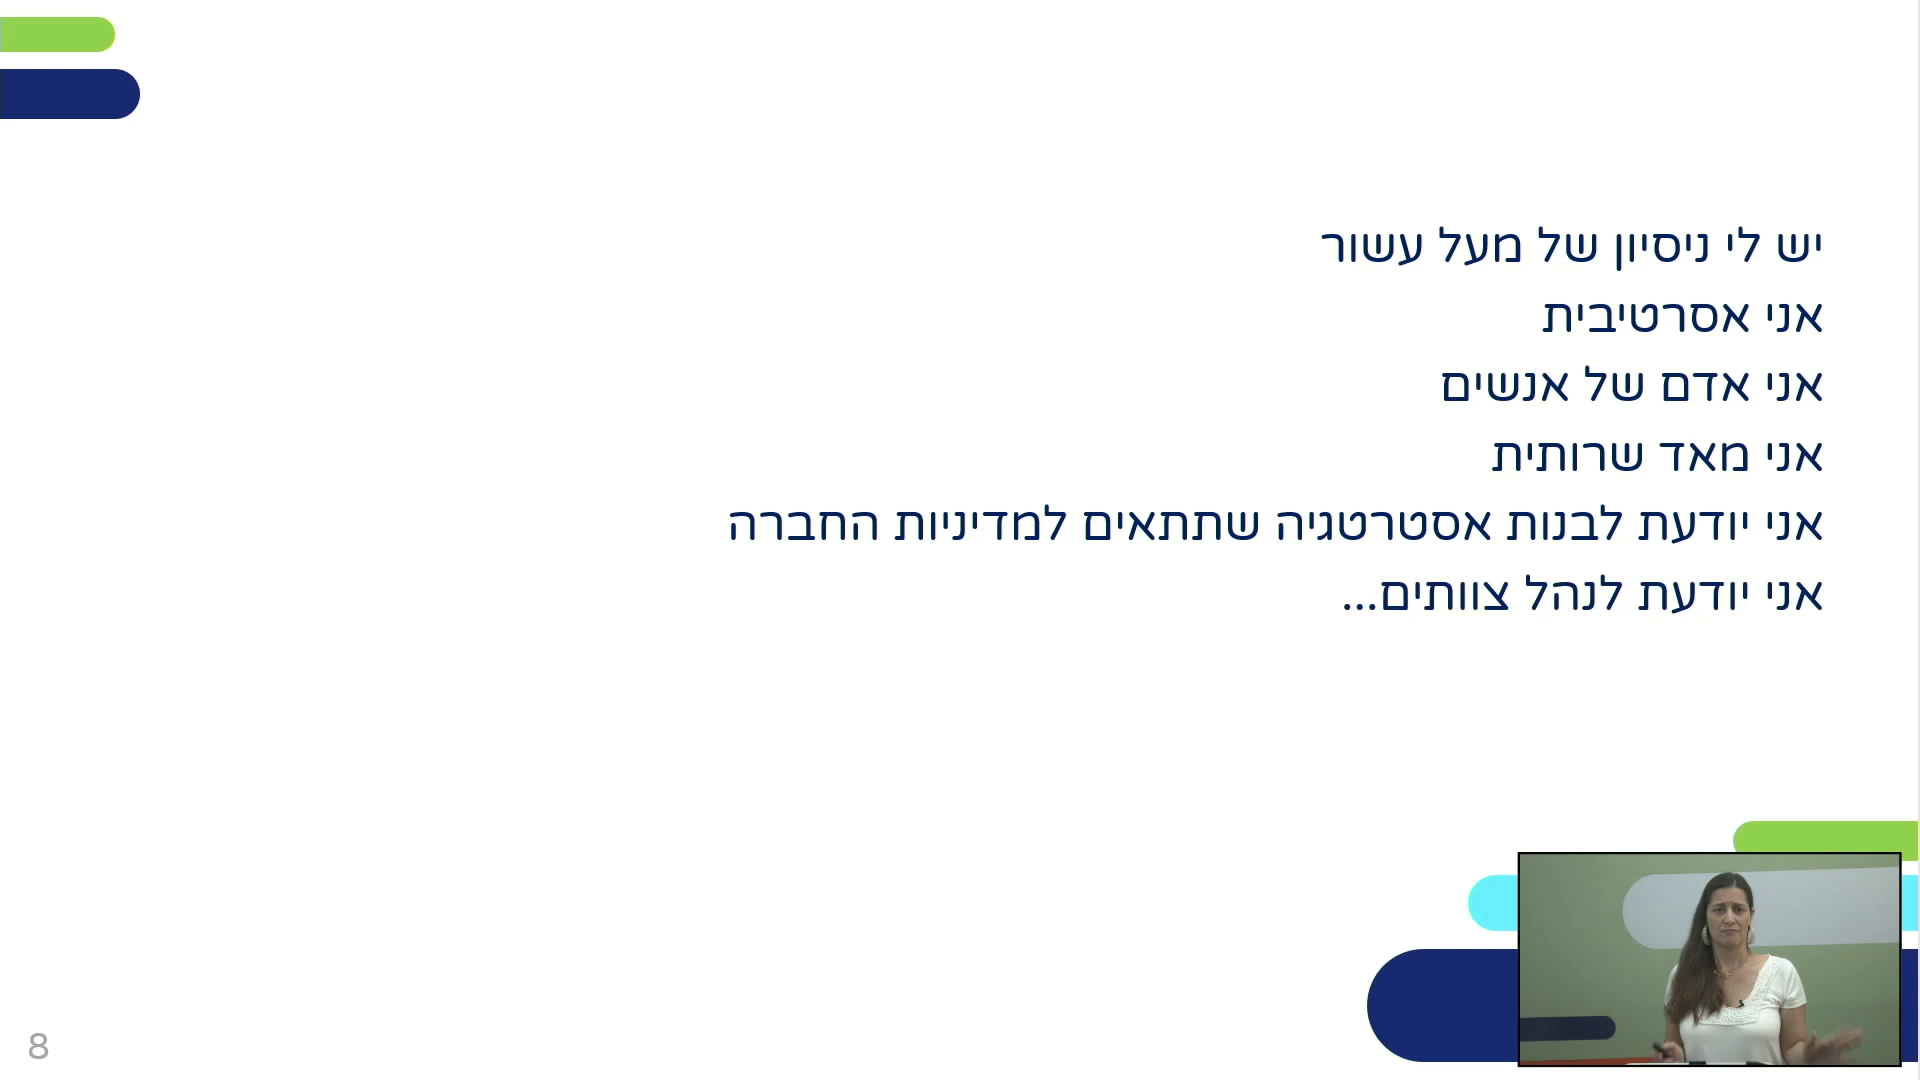 יש לי ניסיון של מעל עשור
אני אסרטיבית
אני אדם של אנשים
אני מאד שרותית
אני יודעת לבנות אסטרטגיה שתתאים למדיניות החברה
אני יודעת לנהל צוותים...
8